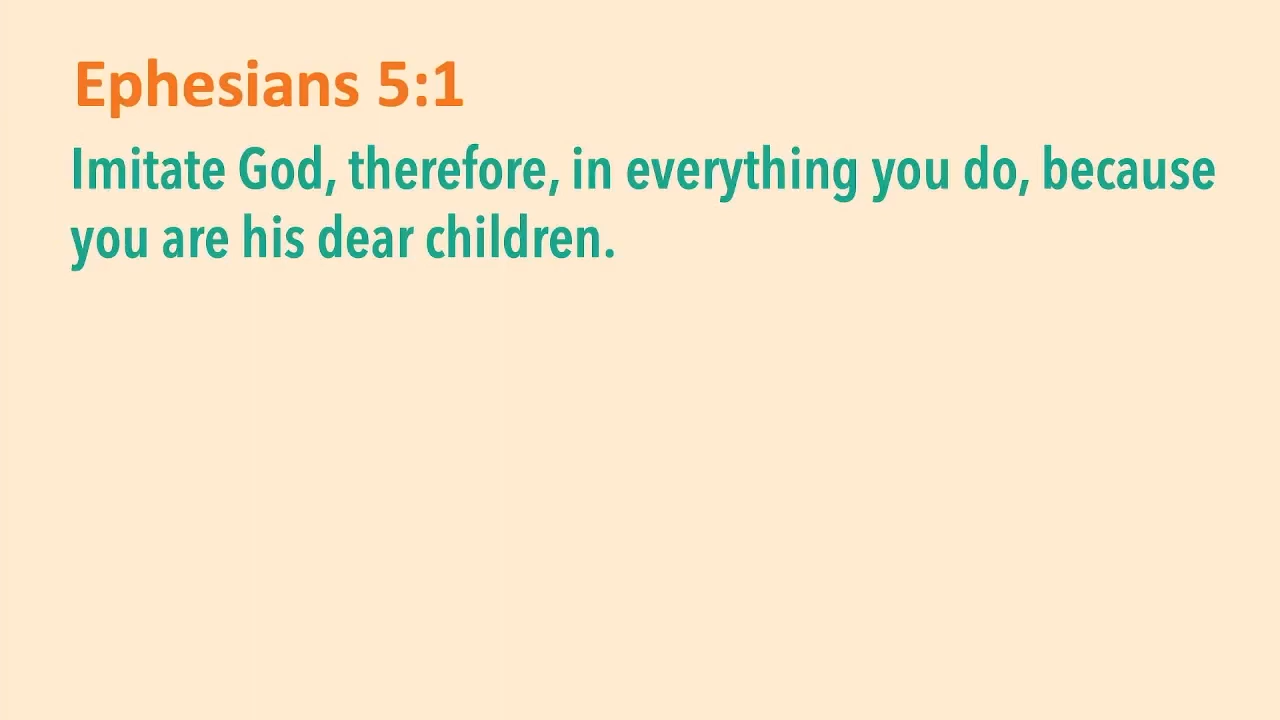 Ephesians 5:1
Imitate God, therefore, in everything you do, because
you are his dear children.